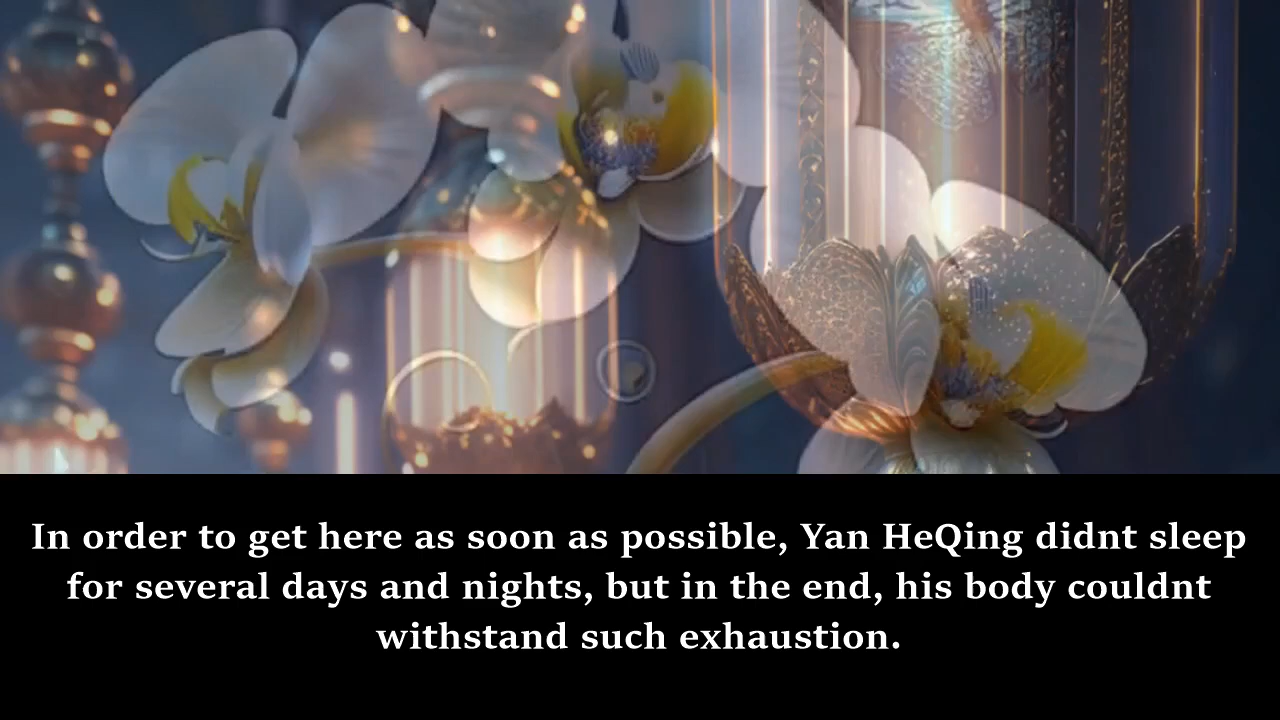 In order to get here as soon as possible, Yan HeQing didnt sleep
for several days and nights, but in the end, his body couldnt
withstand such exhaustion.